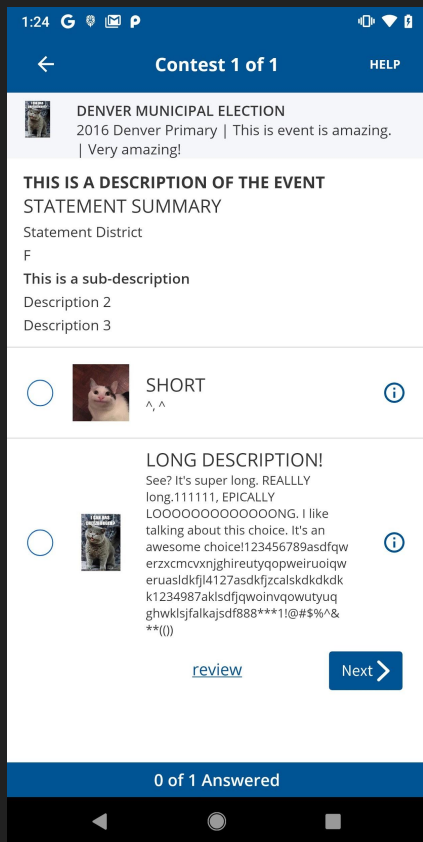 1:24
Contest 1 of 1
HELP
DENVER MUNICIPAL ELECTION
2016 Denver Primary | This is event is amazing.
| Very amazing!
THIS IS A DESCRIPTION OF THE EVENT
STATEMENT SUMMARY
Statement District
F
This is a sub-description
Description 2
Description 3
SHORT
^, ^
LONG DESCRIPTION!
See? It's super long. REALLLY
long.111111, EPICALLY
LOOOOOOOOOOOOONG. I like
talking about this choice. It's an
awesome choice!123456789asdfqw
erzxcmcvxnjghireutyqopweiruoiqw
eruasldkfjl4127asdkfjzcalskdkdkdk
k1234987aklsdfjqwoinvqowutyuq
ghwklsjfalkajsdf888***1!@#$%^&
**(())
review
Next
0 of 1 Answered